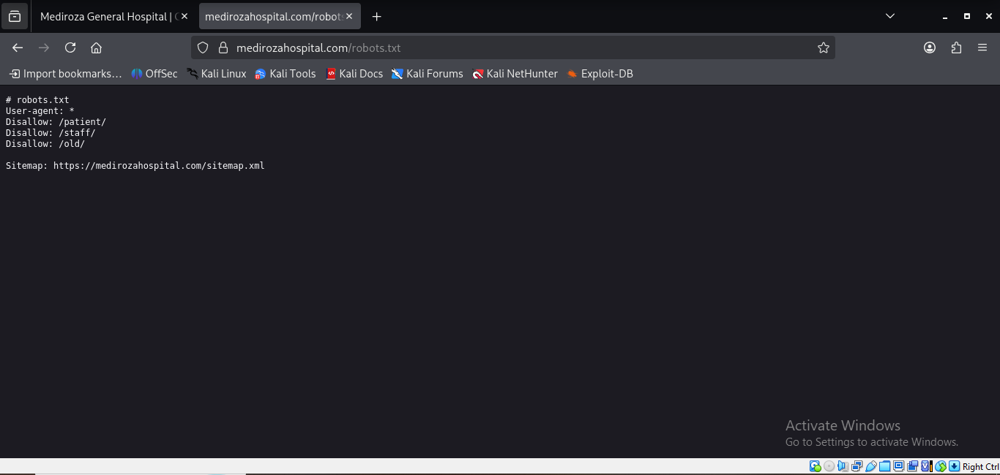 Mediroza General Hospital |
medirozahospital.com/robot
medirozahospital.com/robots.txt
Import bookmarks…
OffSec
Kali Linux
Kali Tools
Kali Docs
Kali Forums
Kali NetHunter
Exploit-DB
# robots.txt
User-agent: *
Disallow: /patient/
Disallow: /staff/
Disallow: /old/
Sitemap: https://medirozahospital.com/sitemap.xml
Activate Windows
Go to Settings to activate Windows.
Right Ctrl